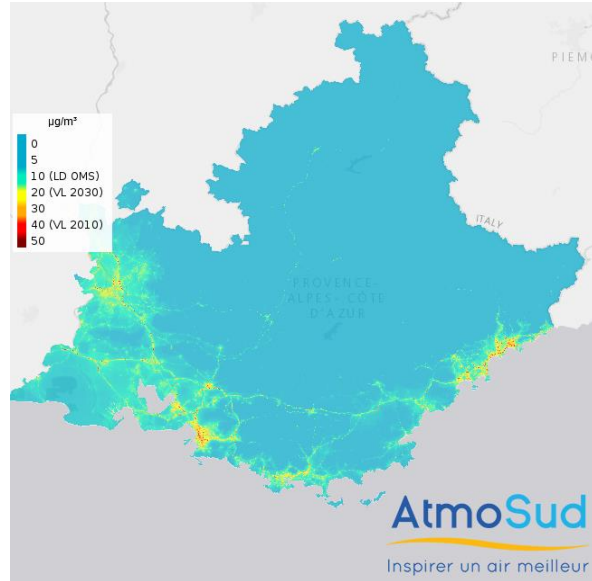 PIÉM
µg/m³
0
5
10 (LD OMS)
20 (VL 2030)
30
40 (VL 2010)
50
ITALY
PROVENCE-
ALPES-CÔTE
D'AZUR
AtmoSud
Inspirer un air meilleur